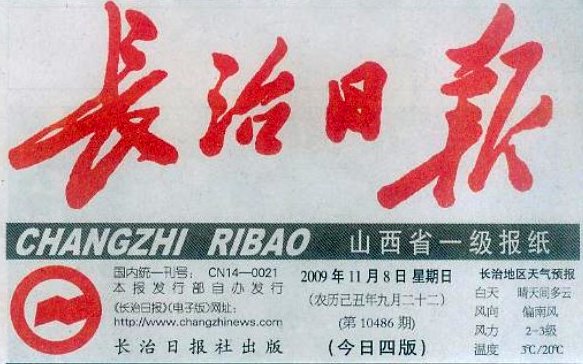 长治日报
CHANGZHI RIBAO 山西省一级报纸
国内统一刊号: CN14—0021
本报发行部自办发行
《长治日报》(电子版)网址:
http://www.changzhinews.com
长治日报社出版
2009年11月8日 星期日
(农历己丑年九月二十二)
(第10486期)
(今日四版)
长治地区天气预报
白天 晴天间多云
风向 偏南风
风力 2-3级
温度 3℃/20℃